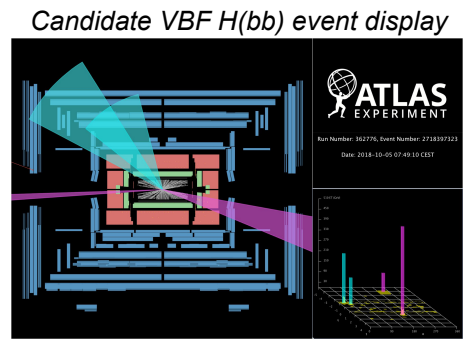 Candidate VBF H(bb) event display
ATLAS
EXPERIMENT
Run Number: 362776, Event Number: 2718397323
Date: 2018-10-05 07:49:10 CEST